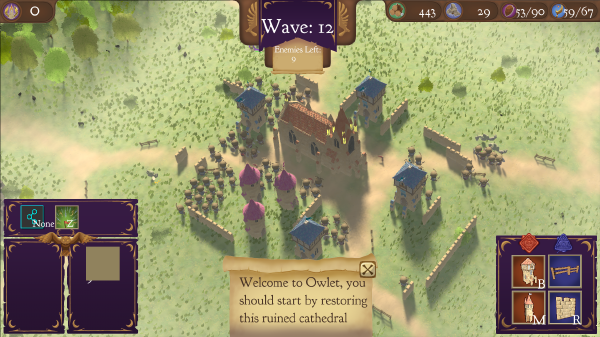 0
Wave: 12
Enemies Left:
9
443
29
53/90
59/67
None
Z
Welcome to Owlet, you
should start by restoring
this ruined cathedral
B
M
R